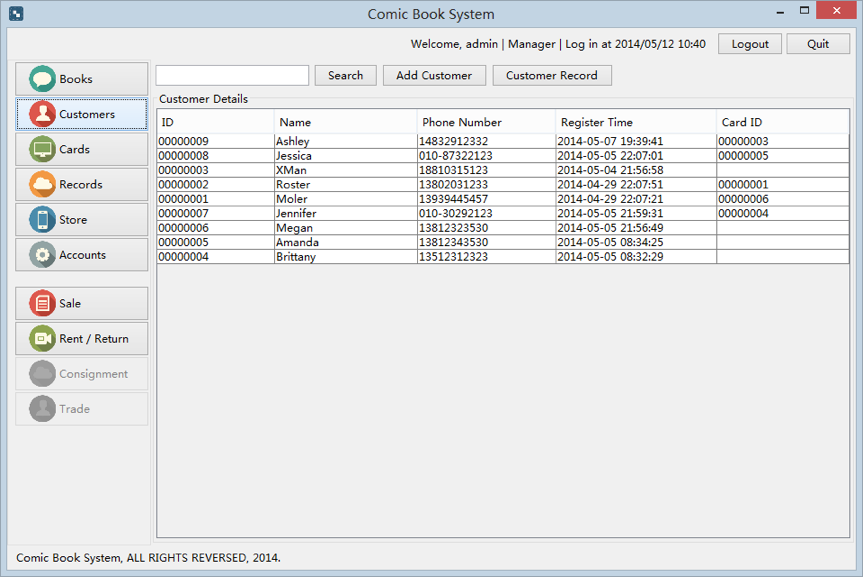 Comic Book System
Welcome, admin | Manager | Log in at 2014/05/12 10:40 Logout Quit
Books
Customers
Cards
Records
Store
Accounts
Sale
Rent / Return
Consignment
Trade
Search Add Customer Customer Record
Customer Details
ID Name Phone Number Register Time Card ID
00000009 Ashley 14832912332 2014-05-07 19:39:41 00000003
00000008 Jessica 010-87322123 2014-05-05 22:07:01 00000005
00000003 XMan 18810315123 2014-05-04 21:56:58
00000002 Roster 13802031233 2014-04-29 22:07:51 00000001
00000001 Moler 13939445457 2014-04-29 22:07:21 00000006
00000007 Jennifer 010-30292123 2014-05-05 21:59:31 00000004
00000006 Megan 13812323530 2014-05-05 21:56:49
00000005 Amanda 13812343530 2014-05-05 08:34:25
00000004 Brittany 13512312323 2014-05-05 08:32:29
Comic Book System, ALL RIGHTS REVERSED, 2014.